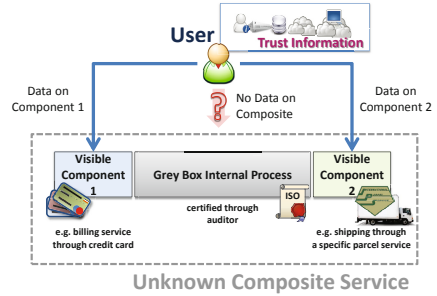 User
Trust Information
Data on
Component 1
No Data on
Composite
Data on
Component 2
Visible
Component
1
Grey Box Internal Process
Visible
Component
2
certified through
auditor
ISO
e.g. billing service
through credit card
e.g. shipping through
a specific parcel service
Unknown Composite Service